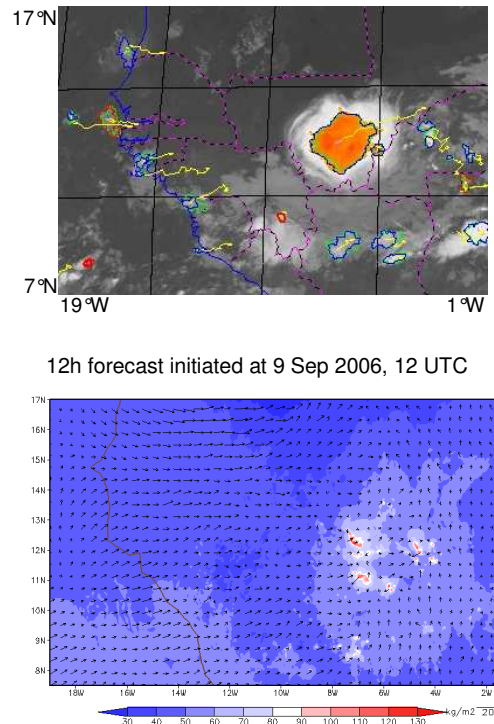 17°N
7°N
19°W 1°W
12h forecast initiated at 9 Sep 2006, 12 UTC
17N
16N
15N
14N
13N
12N
11N
10N
9N
8N
18W 16W 14W 12W 10W 8W 6W 4W 2W
30 40 50 60 70 80 90 100 110 120 130 kg/m2 20